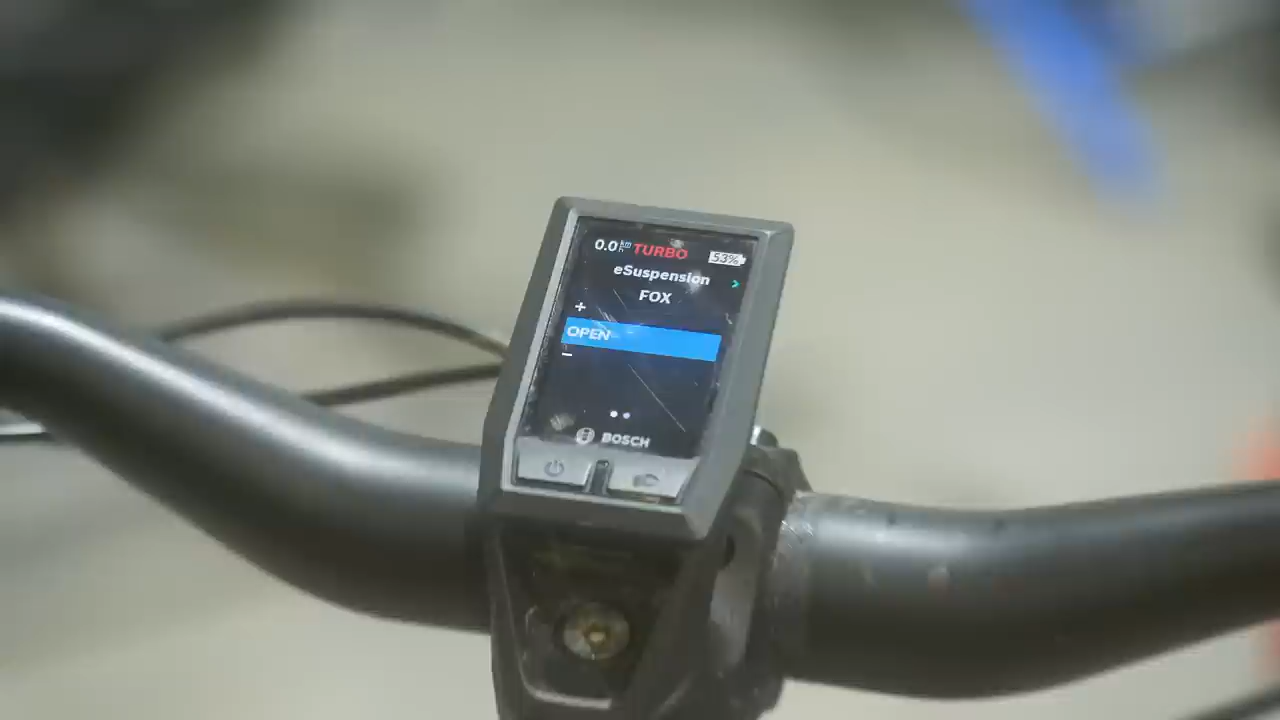 0.0 km/h TURBO 53%
eSuspension
FOX
+
OPEN
−
BOSCH